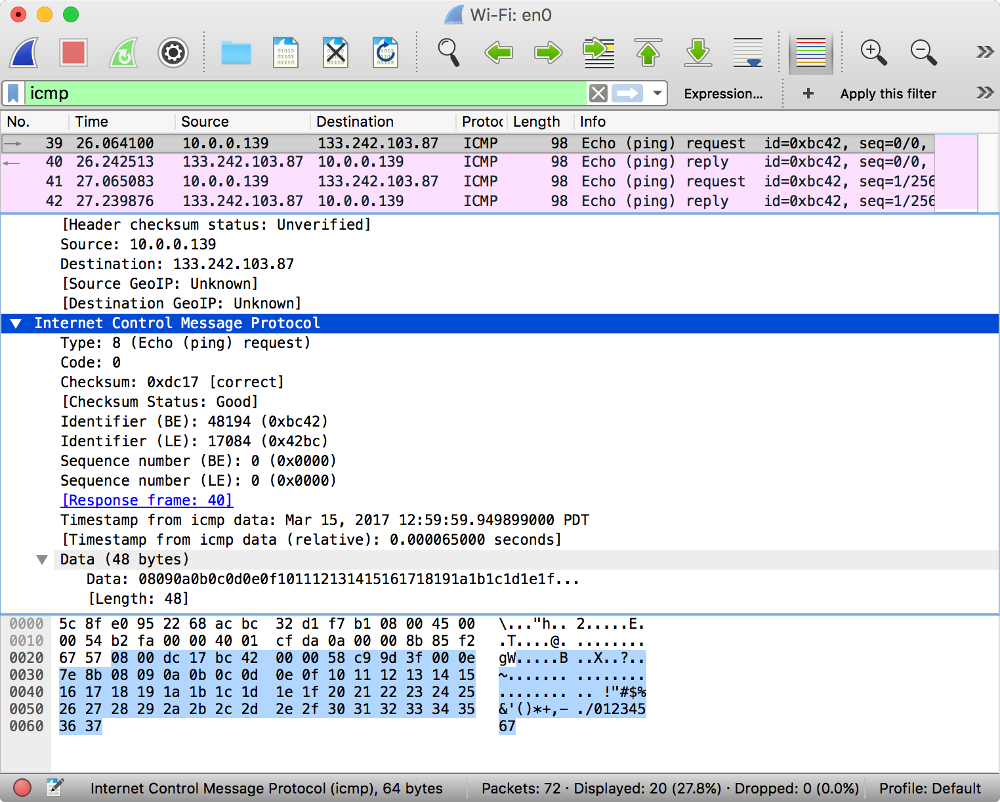 Wi-Fi: en0
icmp Expression... + Apply this filter
No. Time Source Destination Protoc Length Info
39 26.064100 10.0.0.139 133.242.103.87 ICMP 98 Echo (ping) request id=0xbc42, seq=0/0,
40 26.242513 133.242.103.87 10.0.0.139 ICMP 98 Echo (ping) reply id=0xbc42, seq=0/0,
41 27.065083 10.0.0.139 133.242.103.87 ICMP 98 Echo (ping) request id=0xbc42, seq=1/256
42 27.239876 133.242.103.87 10.0.0.139 ICMP 98 Echo (ping) reply id=0xbc42, seq=1/256
[Header checksum status: Unverified]
Source: 10.0.0.139
Destination: 133.242.103.87
[Source GeoIP: Unknown]
[Destination GeoIP: Unknown]
Internet Control Message Protocol
Type: 8 (Echo (ping) request)
Code: 0
Checksum: 0xdc17 [correct]
[Checksum Status: Good]
Identifier (BE): 48194 (0xbc42)
Identifier (LE): 17084 (0x42bc)
Sequence number (BE): 0 (0x0000)
Sequence number (LE): 0 (0x0000)
[Response frame: 40]
Timestamp from icmp data: Mar 15, 2017 12:59:59.949899000 PDT
[Timestamp from icmp data (relative): 0.000065000 seconds]
Data (48 bytes)
Data: 08090a0b0c0d0e0f101112131415161718191a1b1c1d1e1f...
[Length: 48]
0000 5c 8f e0 95 22 68 ac bc 32 d1 f7 b1 08 00 45 00 \..."h.. 2.....E.
0010 00 54 b2 fa 00 00 40 01 cf da 0a 00 00 8b 85 f2 .T....@. ........
0020 67 57 08 00 dc 17 bc 42 00 00 58 c9 9d 3f 00 0e gW.....B ..X..?..
0030 7e 8b 08 09 0a 0b 0c 0d 0e 0f 10 11 12 13 14 15 ~....... ........
0040 16 17 18 19 1a 1b 1c 1d 1e 1f 20 21 22 23 24 25 ........ .. !"#$%
0050 26 27 28 29 2a 2b 2c 2d 2e 2f 30 31 32 33 34 35 &'()*+,- ./012345
0060 36 37 67
Internet Control Message Protocol (icmp), 64 bytes Packets: 72 · Displayed: 20 (27.8%) · Dropped: 0 (0.0%) Profile: Default